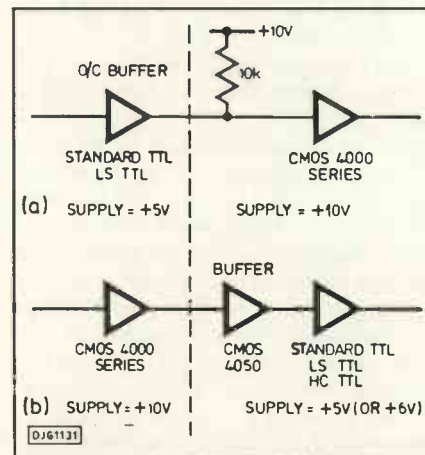 +10V
10k
O/C BUFFER
STANDARD TTL
LS TTL
CMOS 4000
SERIES
(a) SUPPLY = +5V SUPPLY = +10V
BUFFER
CMOS 4000
SERIES
CMOS
4050
STANDARD TTL
LS TTL
HC TTL
(b) SUPPLY = +10V SUPPLY = +5V (OR +6V)
DJG1131